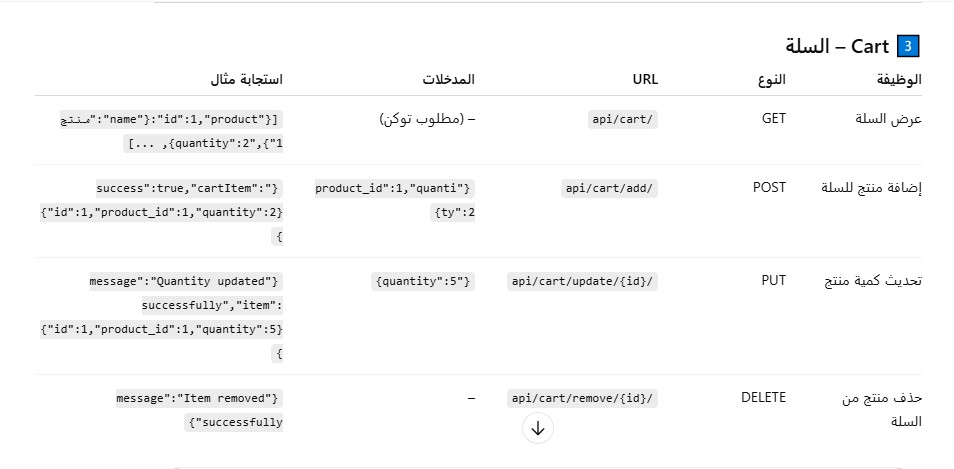 3 Cart – السلة
الوظيفة النوع URL المدخلات استجابة مثال
عرض السلة GET /api/cart – (مطلوب توكن) [{"id":1,"product":{"name":"منتج
1"},"quantity":2}, ...]
إضافة منتج للسلة POST /api/cart/add {"product_id":1,"quanti {"success":true,"cartItem":
ty":2} {"id":1,"product_id":1,"quantity":2}
}
تحديث كمية منتج PUT /api/cart/update/{id} {"quantity":5} {"message":"Quantity updated
successfully","item":
{"id":1,"product_id":1,"quantity":5}
}
حذف منتج من DELETE /api/cart/remove/{id} – {"message":"Item removed
السلة successfully"}